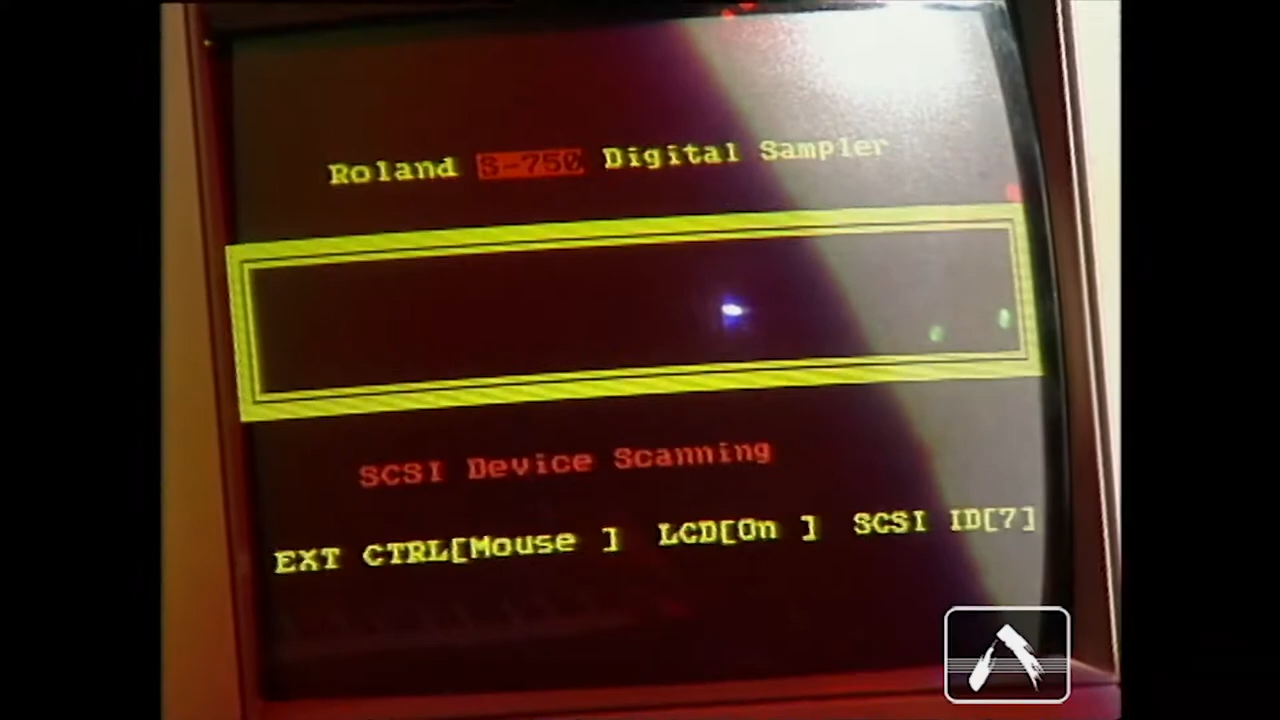 Roland S-750 Digital Sampler
SCSI Device Scanning
EXT CTRL[Mouse ] LCD[On ] SCSI ID[7]